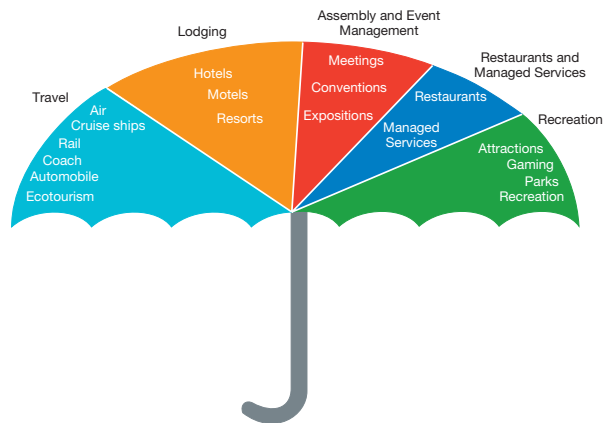 Assembly and Event
Management
Lodging
Restaurants and
Managed Services
Travel
Recreation
Air
Cruise ships
Rail
Coach
Automobile
Ecotourism
Hotels
Motels
Resorts
Meetings
Conventions
Expositions
Restaurants
Managed
Services
Attractions
Gaming
Parks
Recreation